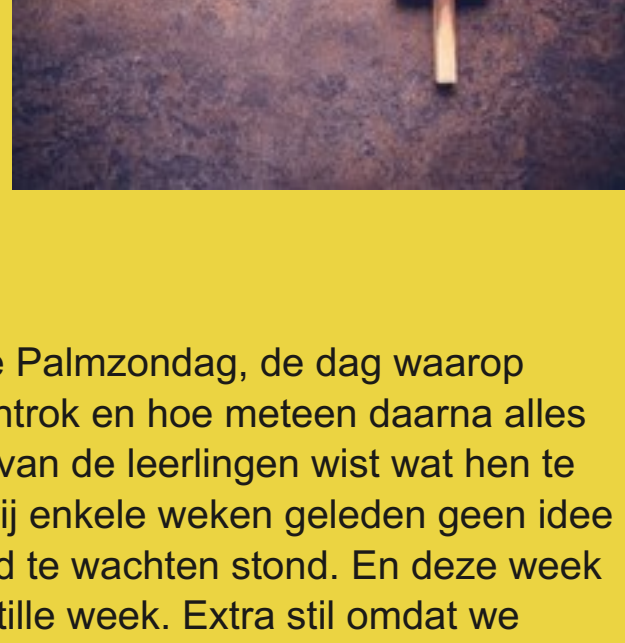 Palmzondag, de dag waarop
en hoe meteen daarna alles
van de leerlingen wist wat hen te
enkele weken geleden geen idee
te wachten stond. En deze week
week. Extra stil omdat we